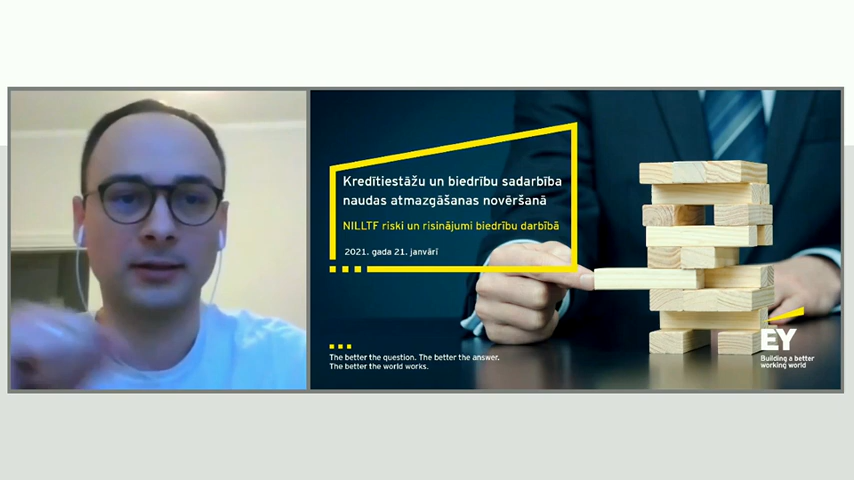 Kredītiestāžu un biedrību sadarbība
naudas atmazgāšanas novēršanā
NILLTF riski un risinājumi biedrību darbībā
2021. gada 21. janvārī
The better the question. The better the answer.
The better the world works.
EY
Building a better
working world